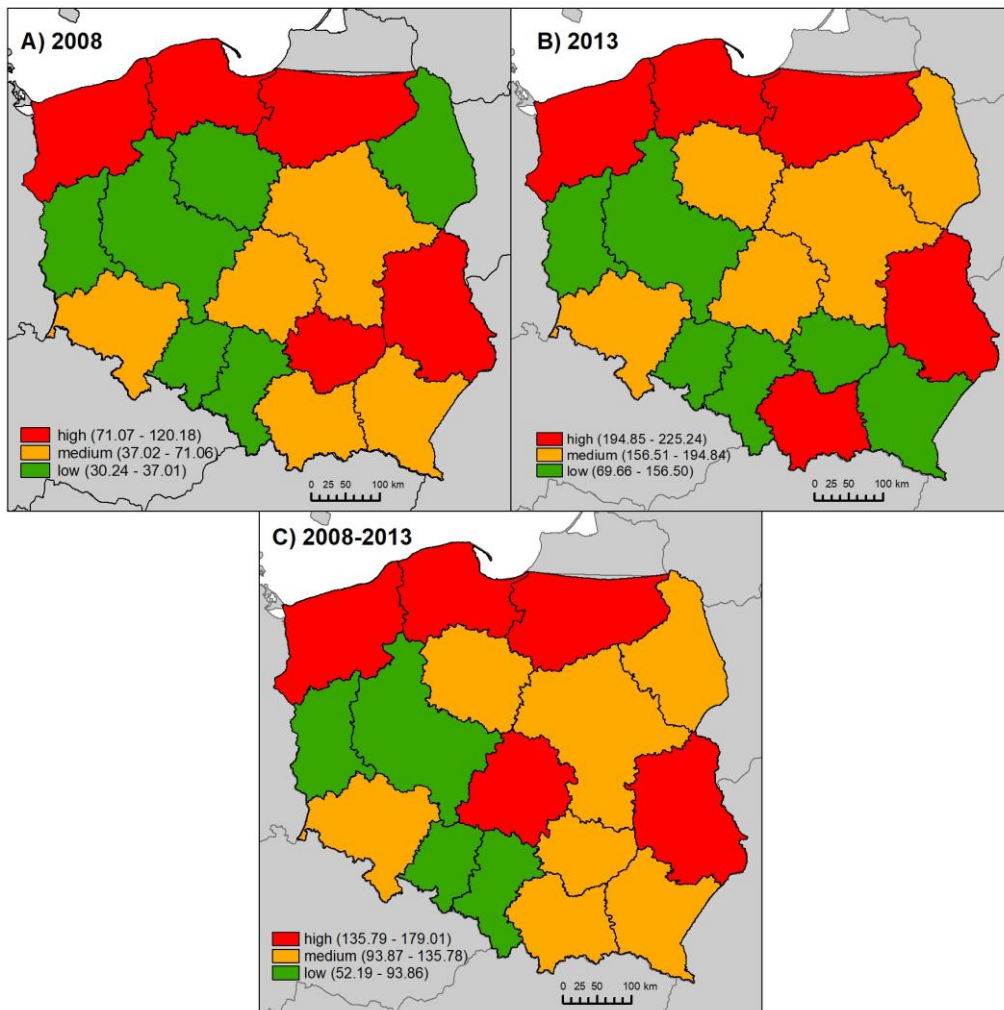 A) 2008
high (71.07 - 120.18)
medium (37.02 - 71.06)
low (30.24 - 37.01)
0 25 50 100 km
B) 2013
high (194.85 - 225.24)
medium (156.51 - 194.84)
low (69.66 - 156.50)
0 25 50 100 km
C) 2008-2013
high (135.79 - 179.01)
medium (93.87 - 135.78)
low (52.19 - 93.86)
0 25 50 100 km